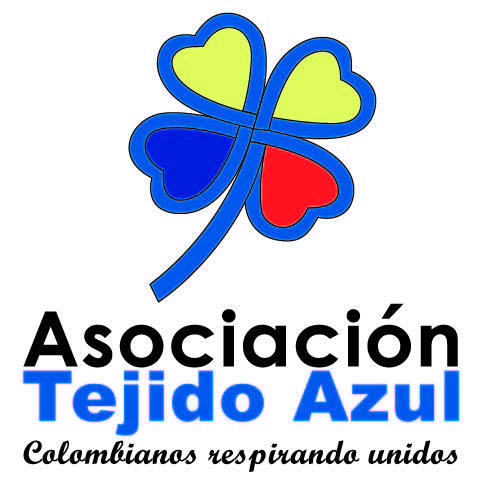 Asociación
Tejido Azul
Colombianos respirando unidos